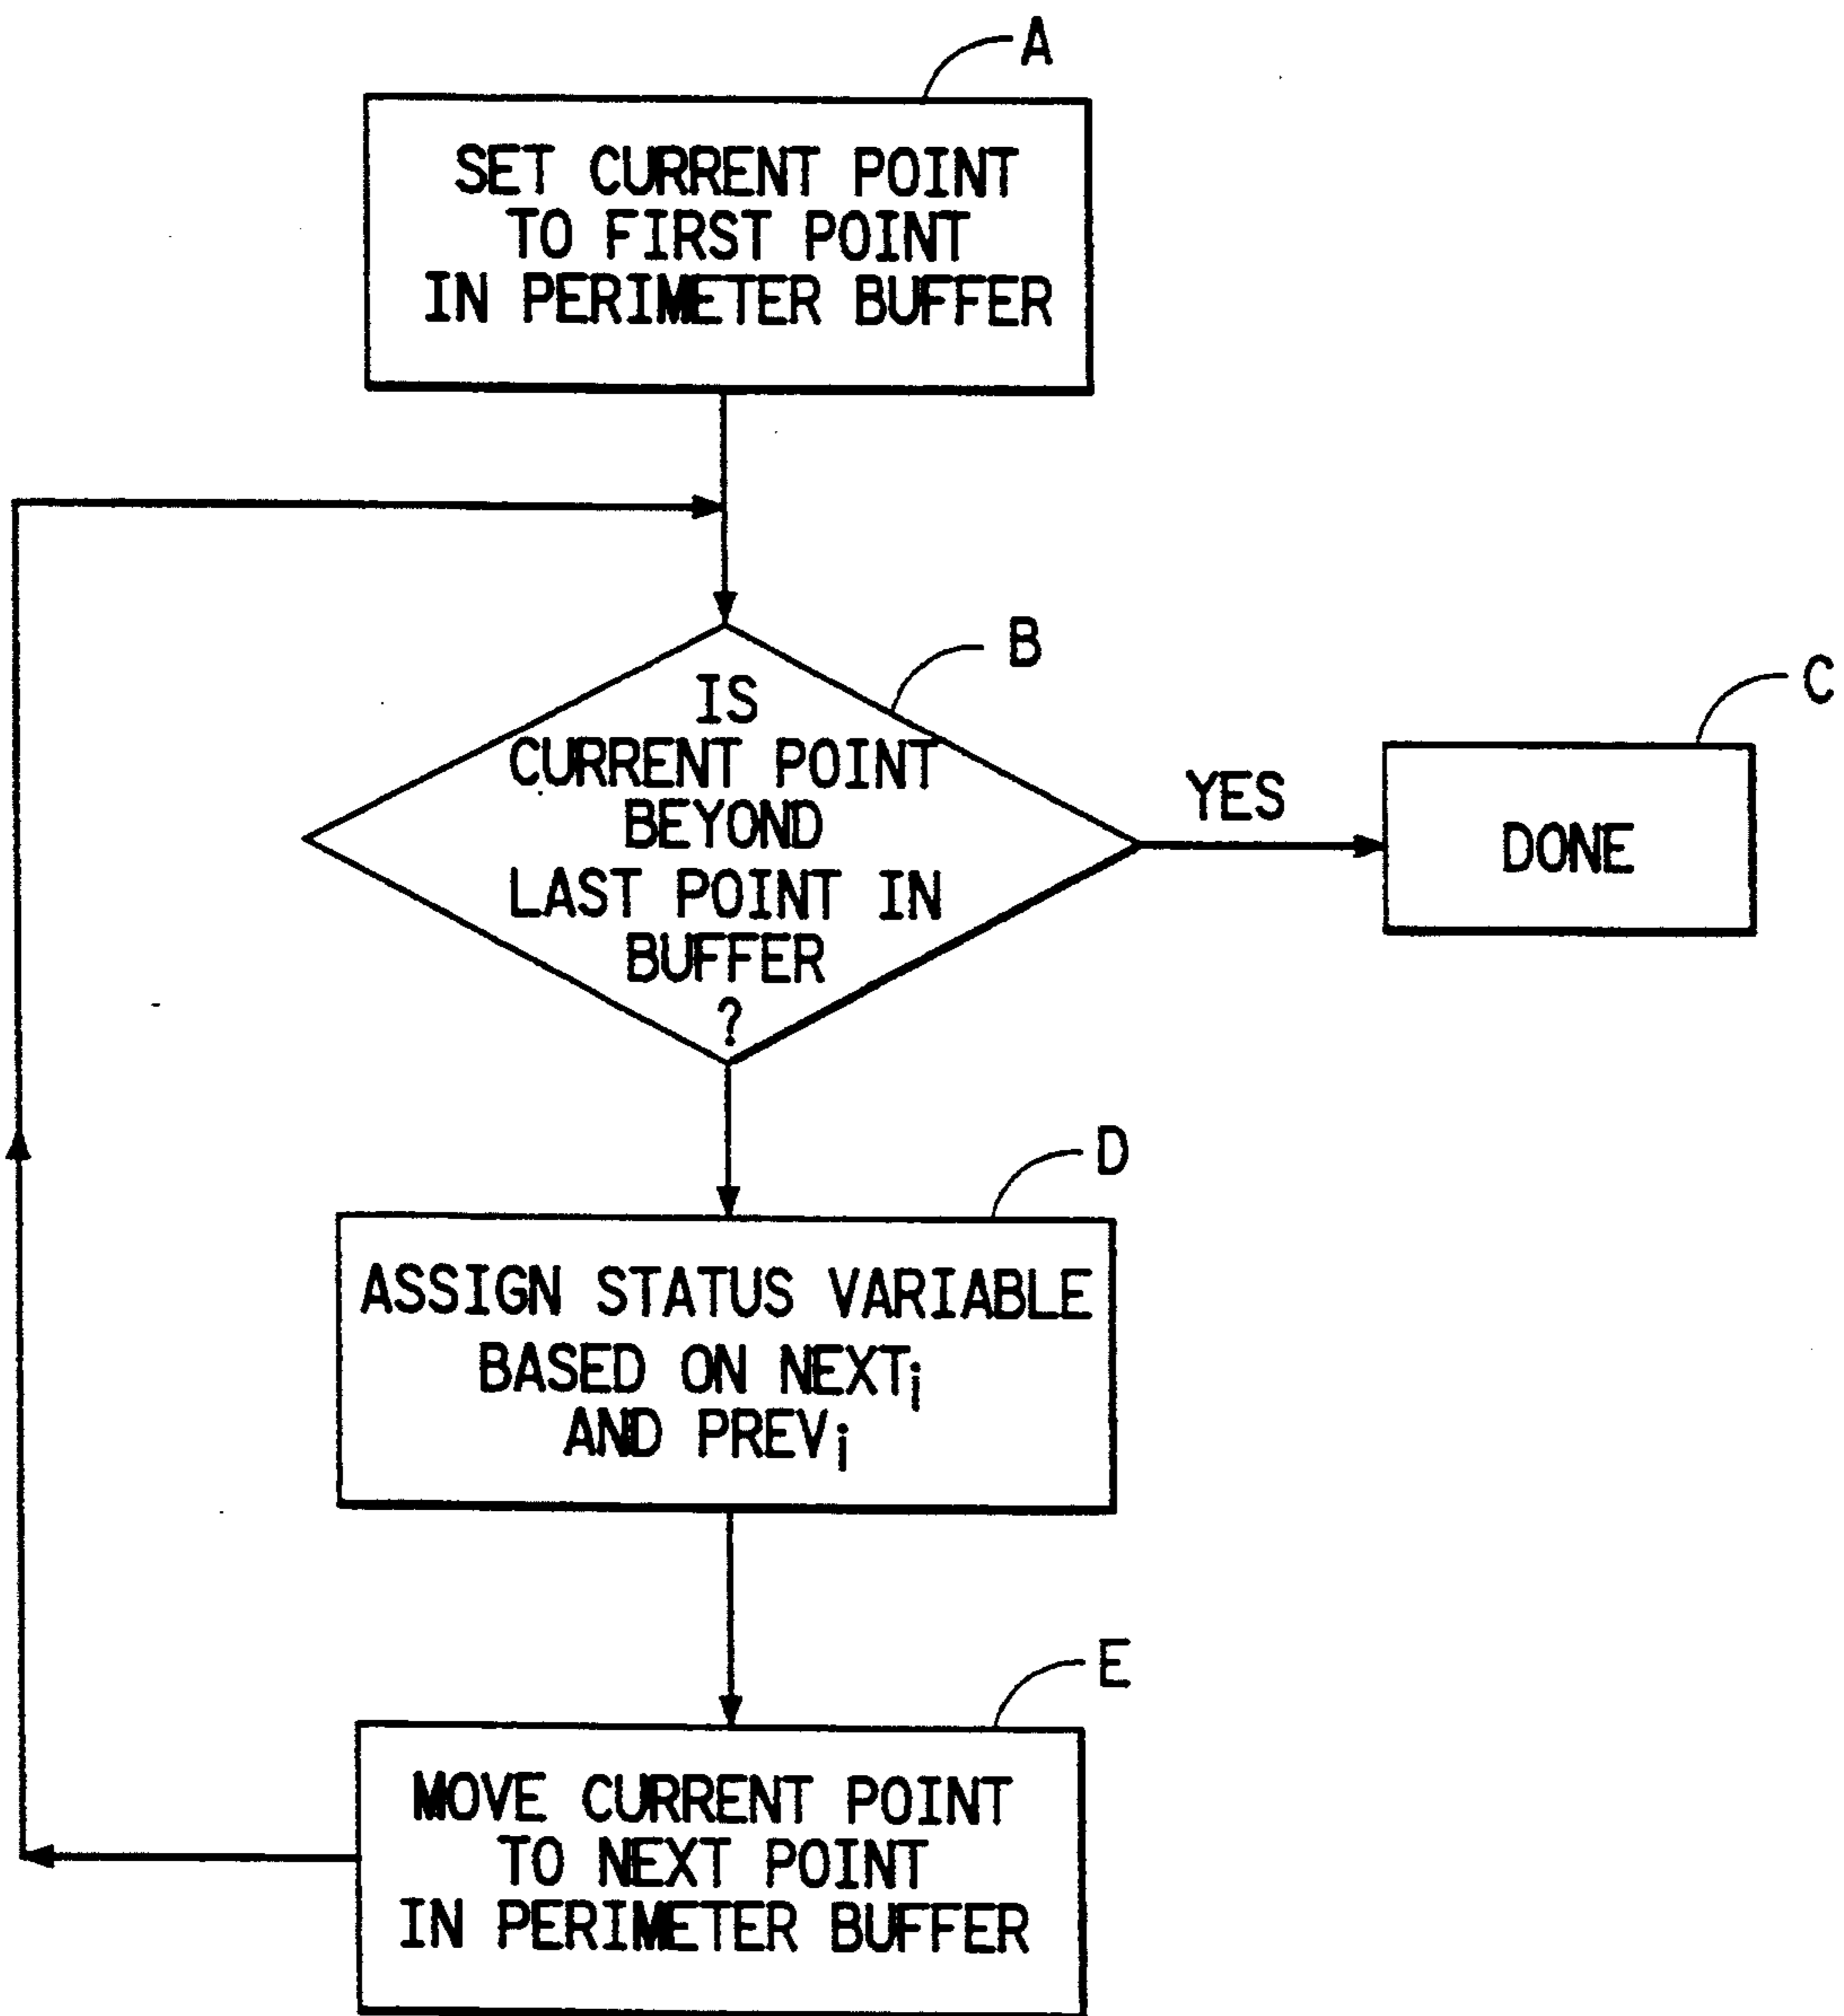 A
SET CURRENT POINT
TO FIRST POINT
IN PERIMETER BUFFER
B
IS
CURRENT POINT
BEYOND
LAST POINT IN
BUFFER
?
YES
C
DONE
D
ASSIGN STATUS VARIABLE
BASED ON NEXTi
AND PREVi
E
MOVE CURRENT POINT
TO NEXT POINT
IN PERIMETER BUFFER